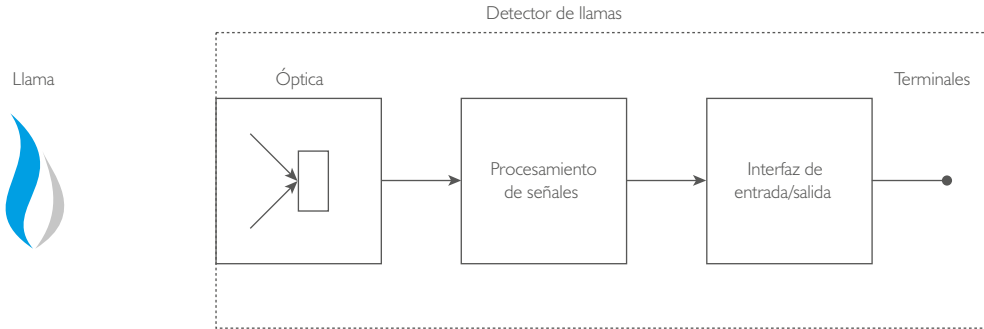 Detector de llamas
Llama
Óptica
Terminales
Procesamiento
de señales
Interfaz de
entrada/salida